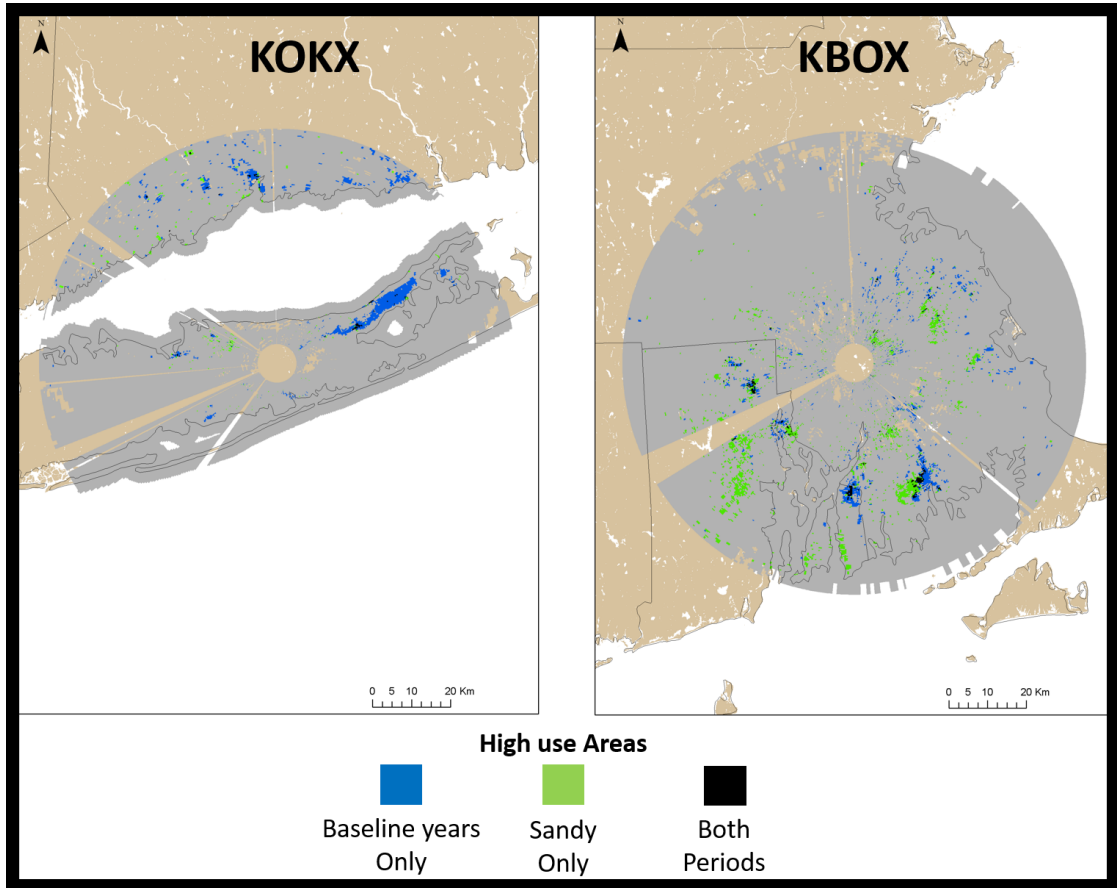 N
KOKX
0 5 10 20 Km
N
KBOX
0 5 10 20 Km
High use Areas
Baseline years
Only
Sandy
Only
Both
Periods